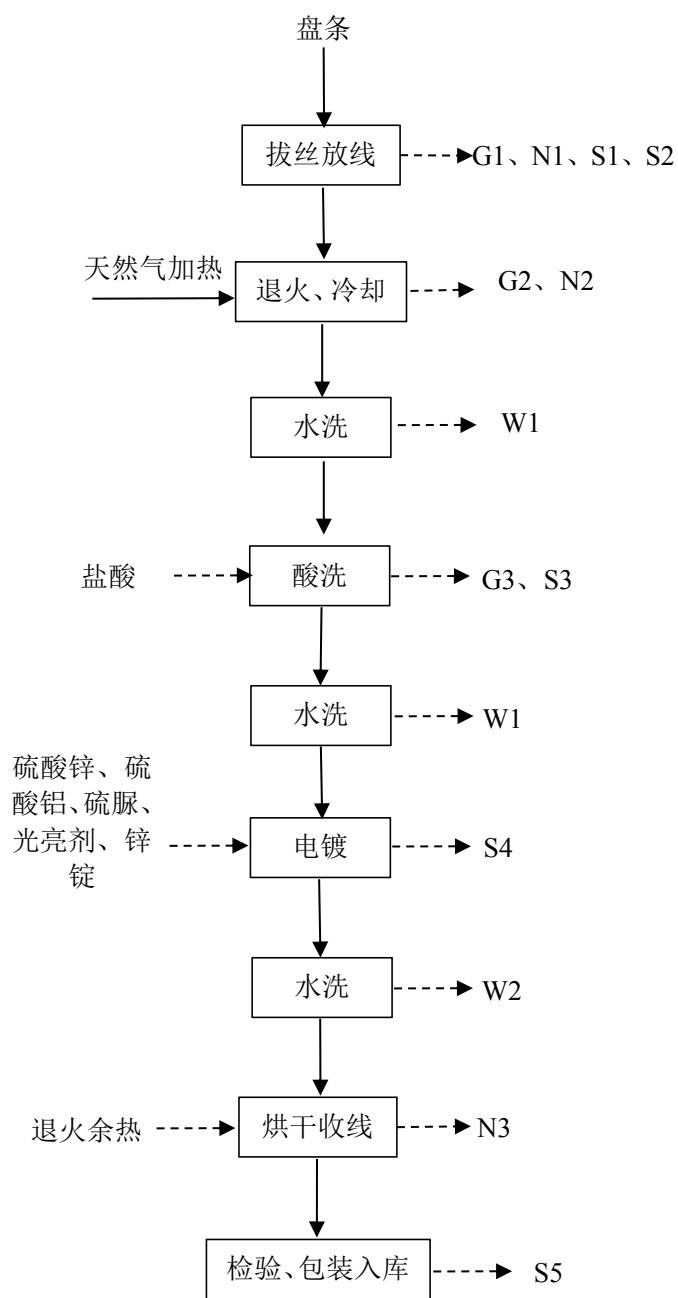 盘条
拔丝放线
G1、N1、S1、S2
天然气加热
退火、冷却
G2、N2
水洗
W1
盐酸
酸洗
G3、S3
水洗
W1
硫酸锌、硫
酸铝、硫脲、
光亮剂、锌
锭
电镀
S4
水洗
W2
退火余热
烘干收线
N3
检验、包装入库
S5